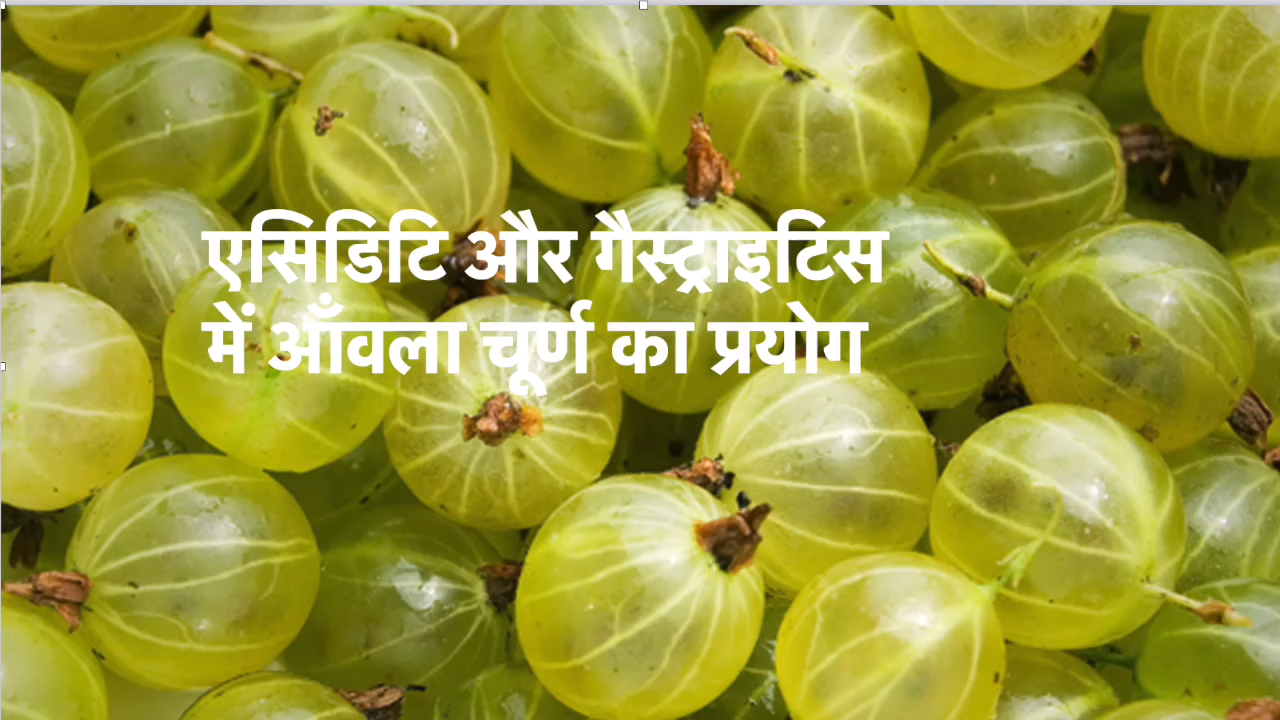 एसिडिटि और गैस्ट्राइटिस
में आँवला चूर्ण का प्रयोग